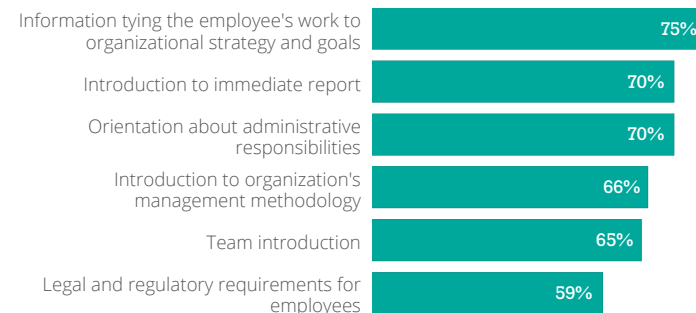 Information tying the employee's work to
organizational strategy and goals
75%
Introduction to immediate report
70%
Orientation about administrative
responsibilities
70%
Introduction to organization's
management methodology
66%
Team introduction
65%
Legal and regulatory requirements for
employees
59%